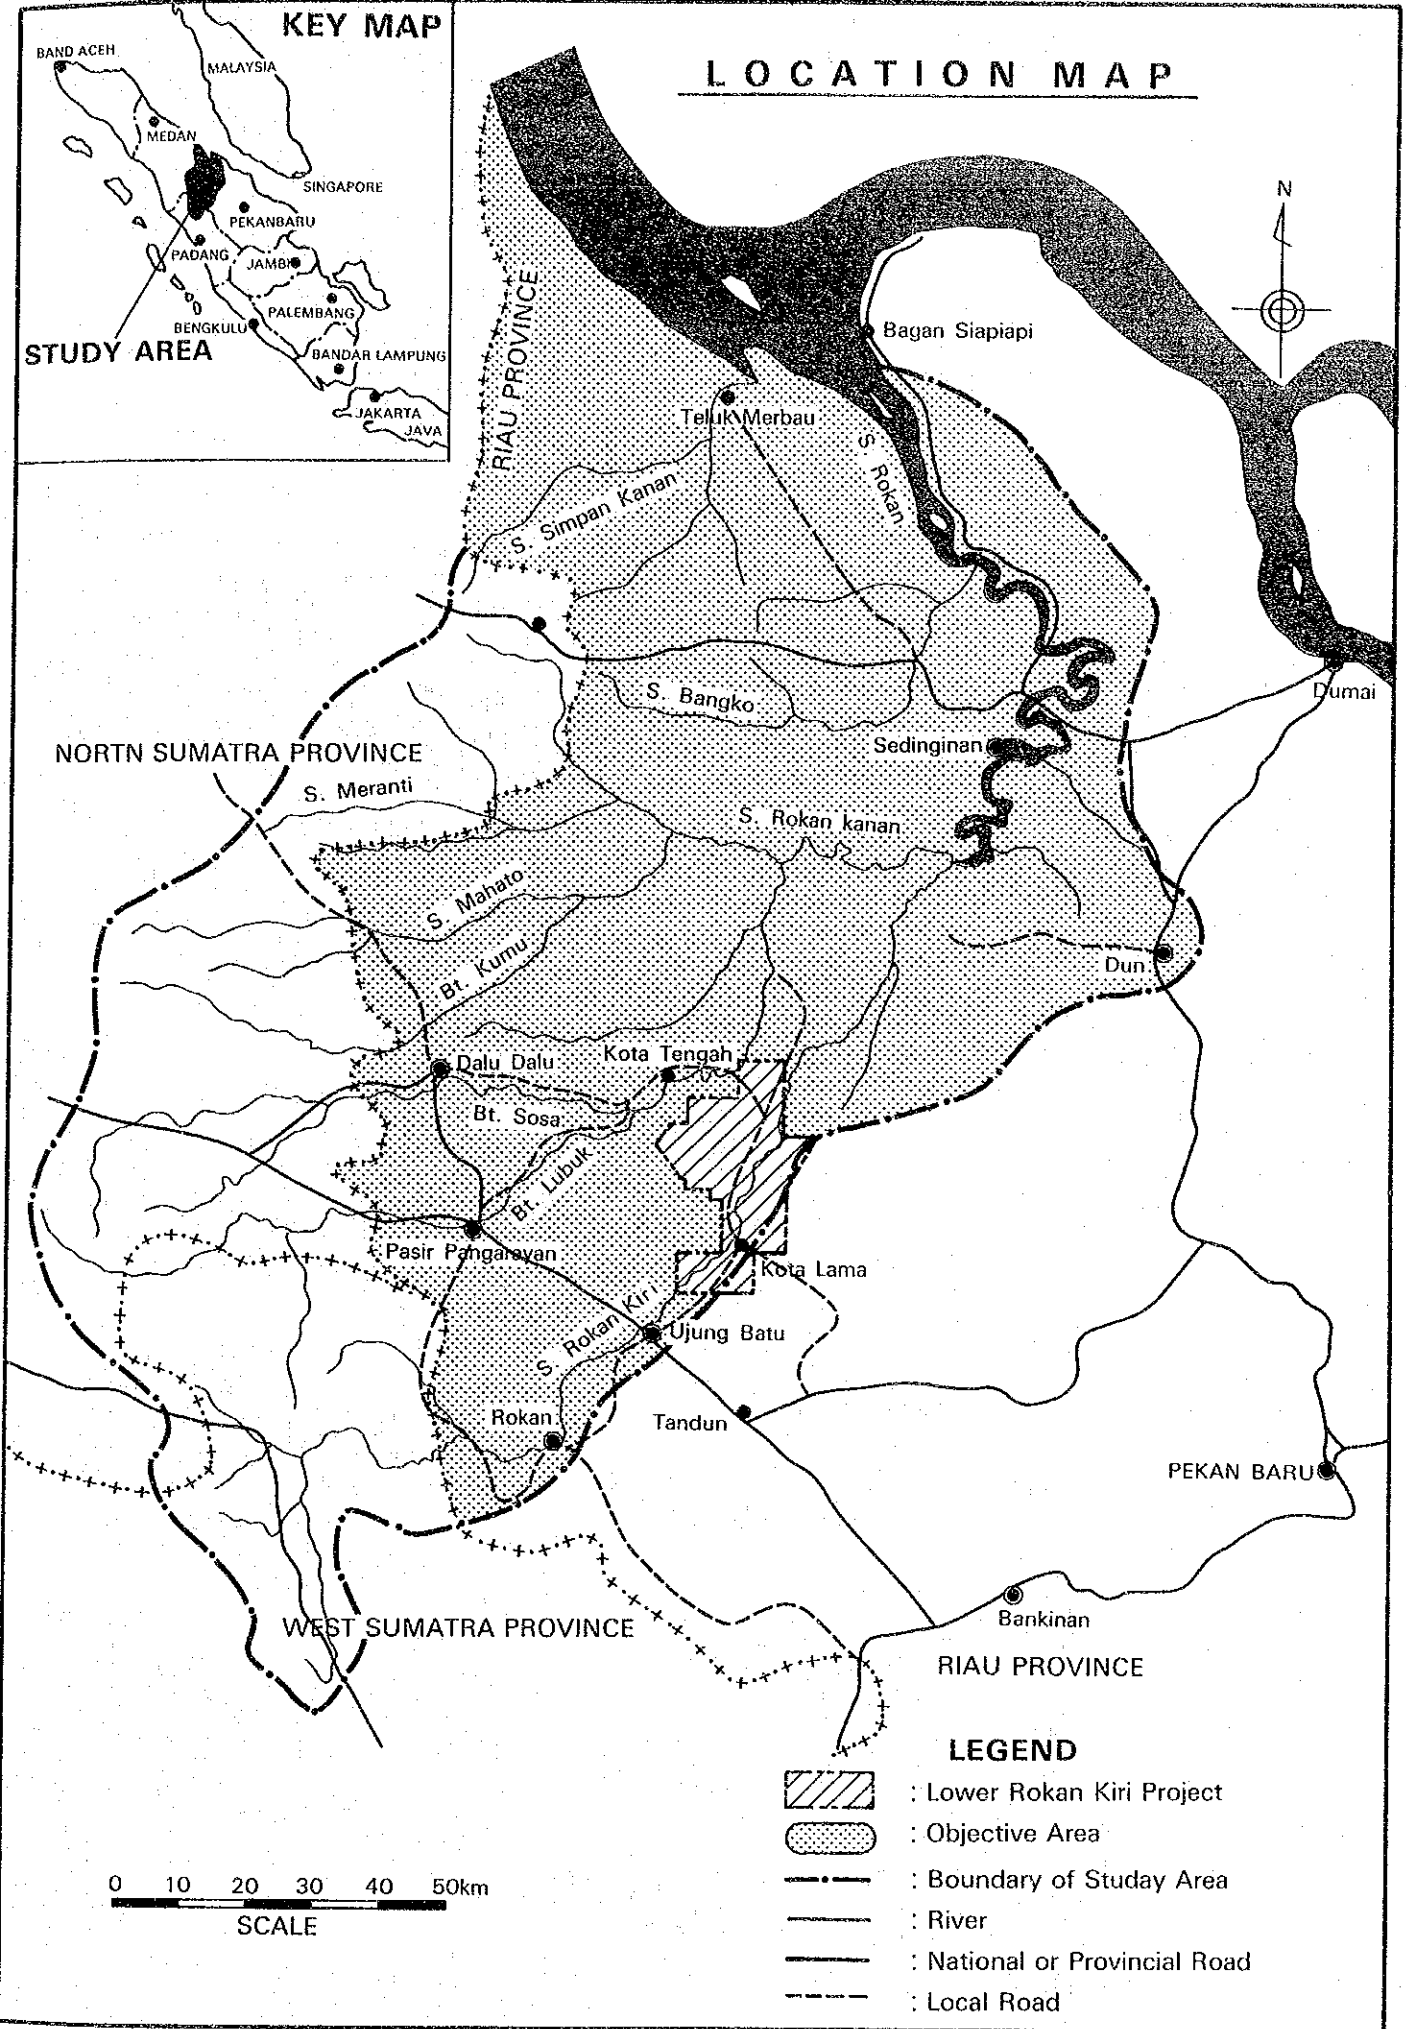 KEY MAP
BAND ACEH
MALAYSIA
MEDAN
SINGAPORE
PEKANBARU
PADANG
JAMBI
PALEMBANG
BENGKULU
STUDY AREA
BANDAR LAMPUNG
JAKARTA
JAVA
LOCATION MAP
N
RIAU PROVINCE
Bagan Siapiapi
Teluk Merbau
S. Rokan
S. Simpan Kanan
Dumai
S. Bangko
Sedinginan
NORTN SUMATRA PROVINCE
S. Meranti
S. Rokan kanan
S. Mahato
Bt. Kumu
Dun
Dalu Dalu
Kota Tengah
Bt. Sosa
Bt. Lubuk
Pasir Pangarayan
Kota Lama
S. Rokan Kiri
Ujung Batu
Rokan
Tandun
PEKAN BARU
Bankinan
WEST SUMATRA PROVINCE
RIAU PROVINCE
LEGEND
: Lower Rokan Kiri Project
: Objective Area
: Boundary of Studay Area
: River
: National or Provincial Road
: Local Road
0 10 20 30 40 50km
SCALE